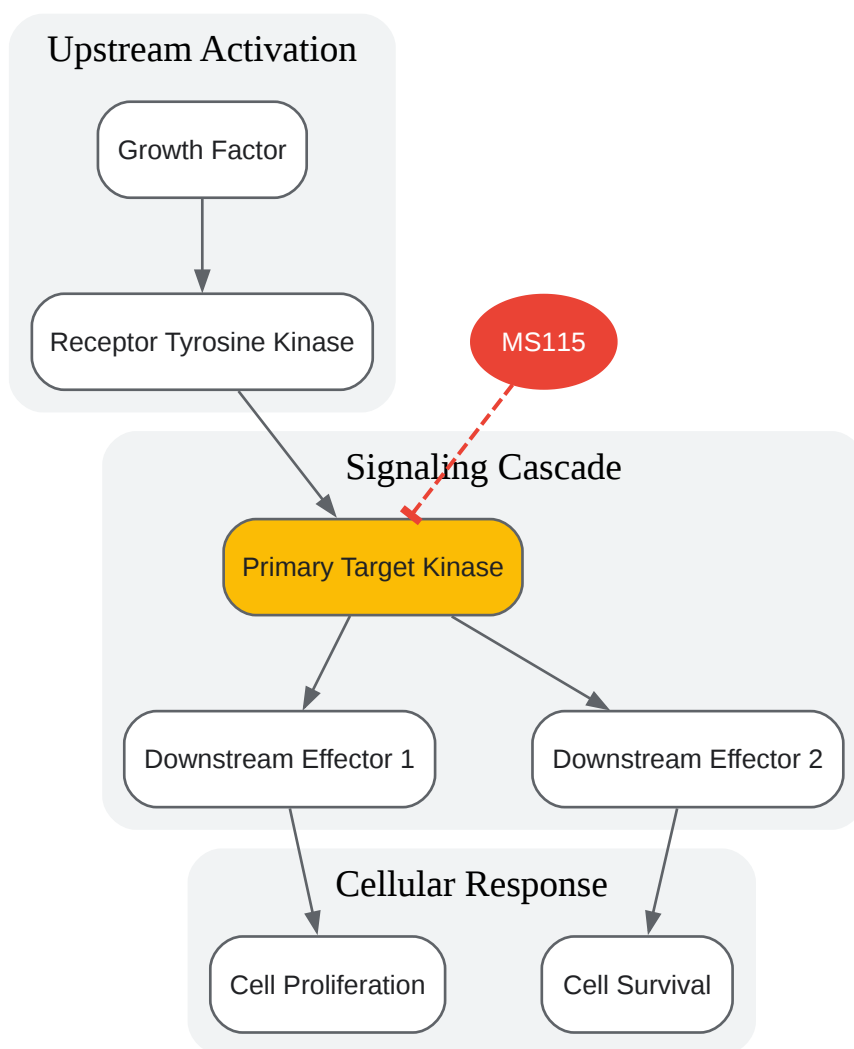 Upstream Activation
Growth Factor
Receptor Tyrosine Kinase
MS115
Signaling Cascade
Primary Target Kinase
Downstream Effector 1
Downstream Effector 2
Cellular Response
Cell Proliferation
Cell Survival